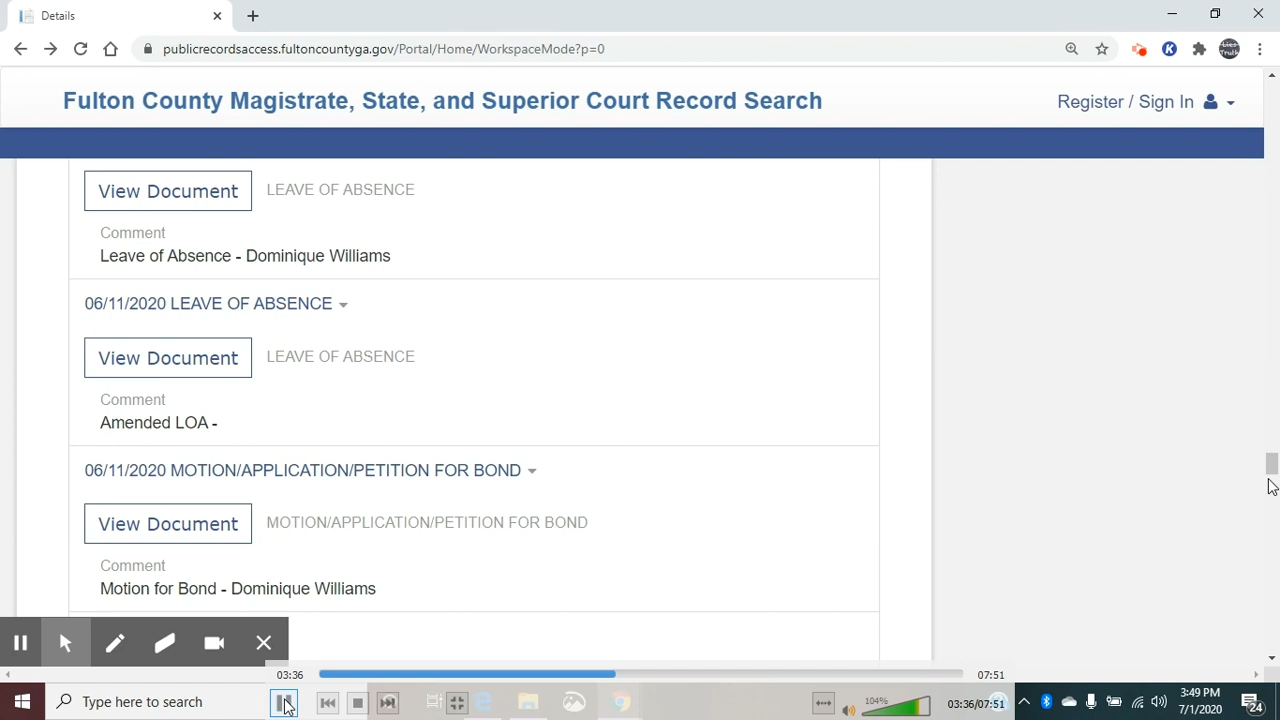 Details
publicrecordsaccess.fultoncountyga.gov/Portal/Home/WorkspaceMode?p=0
Fulton County Magistrate, State, and Superior Court Record Search
Register / Sign In
View Document LEAVE OF ABSENCE
Comment
Leave of Absence - Dominique Williams
06/11/2020 LEAVE OF ABSENCE
View Document LEAVE OF ABSENCE
Comment
Amended LOA -
06/11/2020 MOTION/APPLICATION/PETITION FOR BOND
View Document MOTION/APPLICATION/PETITION FOR BOND
Comment
Motion for Bond - Dominique Williams
03:36 07:51
Type here to search
104%
03:36/07:51
3:49 PM
7/1/2020
24